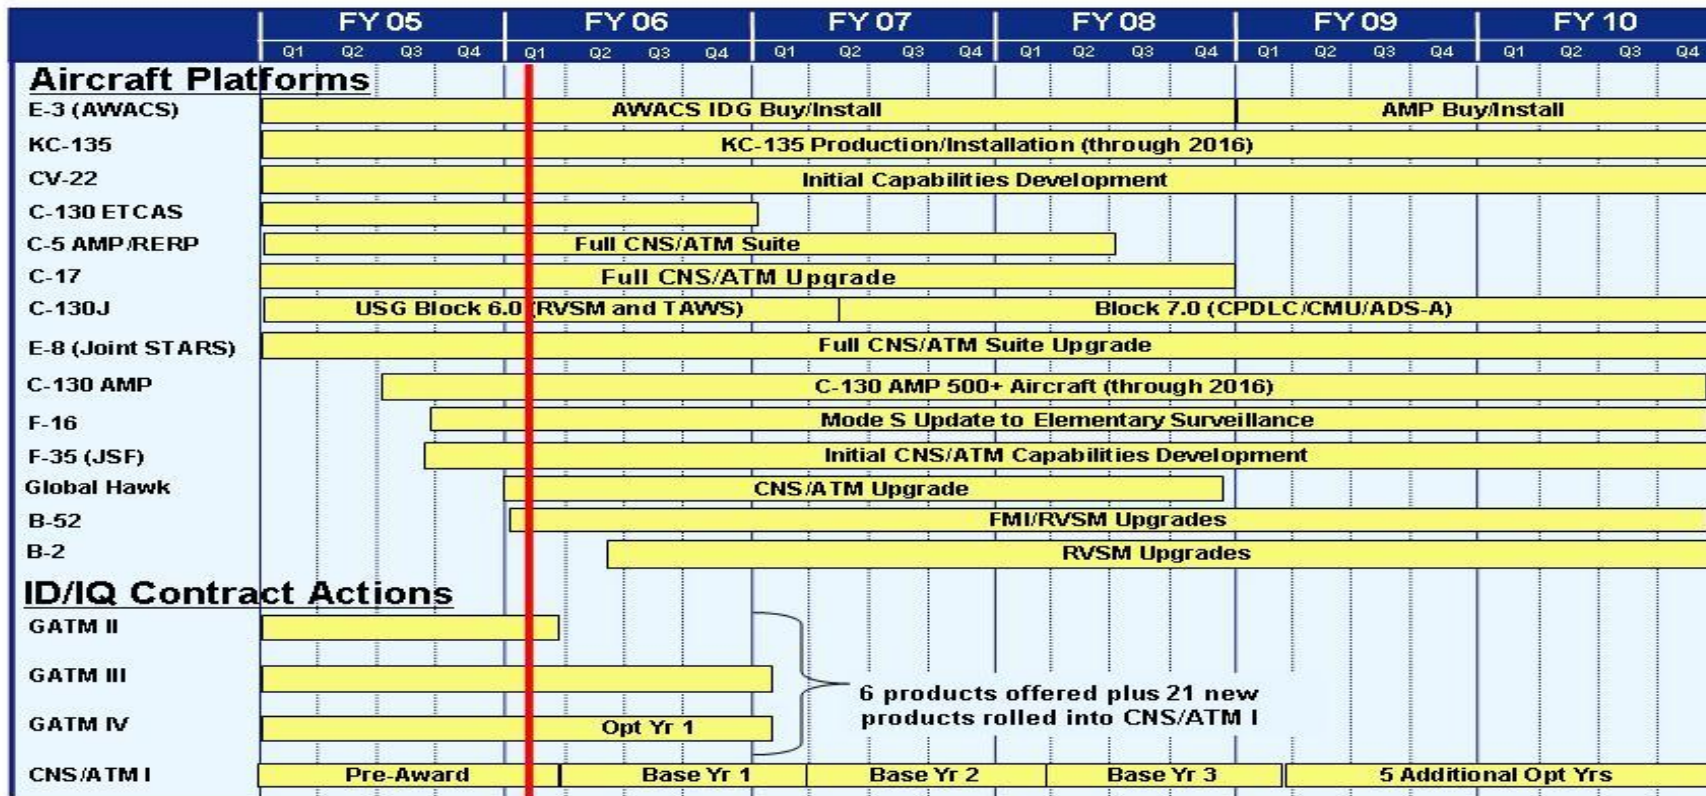 FY 05 FY 06 FY 07 FY 08 FY 09 FY 10
Q1 Q2 Q3 Q4 Q1 Q2 Q3 Q4 Q1 Q2 Q3 Q4 Q1 Q2 Q3 Q4 Q1 Q2 Q3 Q4 Q1 Q2 Q3 Q4
Aircraft Platforms
E-3 (AWACS) AWACS IDG Buy/Install AMP Buy/Install
KC-135 KC-135 Production/Installation (through 2016)
CV-22 Initial Capabilities Development
C-130 ETCAS
C-5 AMP/RERP Full CNS/ATM Suite
C-17 Full CNS/ATM Upgrade
C-130J USG Block 6.0 (RVSM and TAWS) Block 7.0 (CPDLC/CMU/ADS-A)
E-8 (Joint STARS) Full CNS/ATM Suite Upgrade
C-130 AMP C-130 AMP 500+ Aircraft (through 2016)
F-16 Mode S Update to Elementary Surveillance
F-35 (JSF) Initial CNS/ATM Capabilities Development
Global Hawk CNS/ATM Upgrade
B-52 FMI/RVSM Upgrades
B-2 RVSM Upgrades
ID/IQ Contract Actions
GATM II
GATM III
6 products offered plus 21 new
products rolled into CNS/ATM I
GATM IV Opt Yr 1
CNS/ATM I Pre-Award Base Yr 1 Base Yr 2 Base Yr 3 5 Additional Opt Yrs